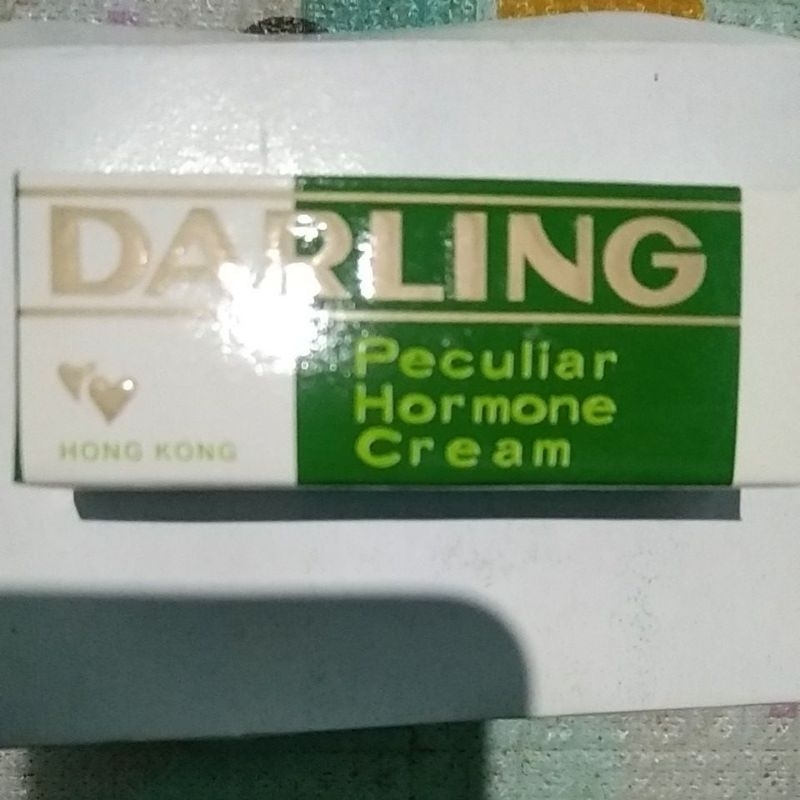 DARLING
Peculiar
Hormone
Cream
HONG KONG